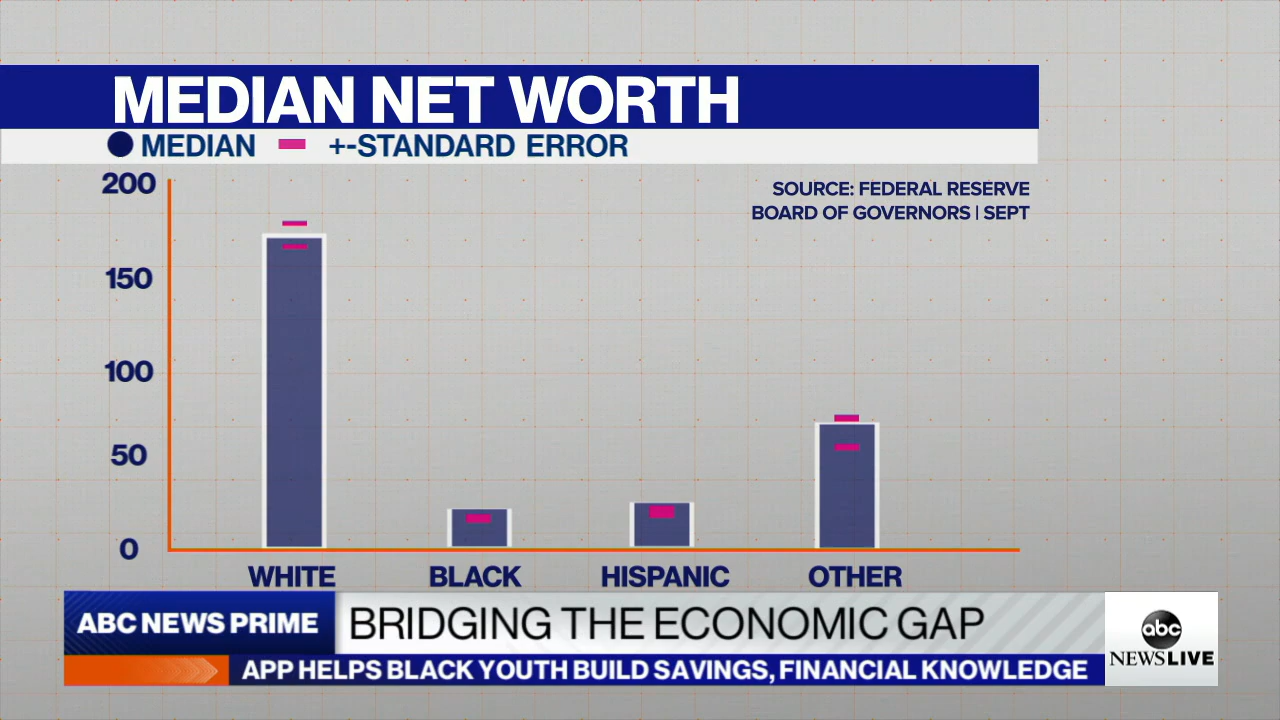 MEDIAN NET WORTH
MEDIAN +-STANDARD ERROR
SOURCE: FEDERAL RESERVE
BOARD OF GOVERNORS | SEPT
200
150
100
50
0
WHITE BLACK HISPANIC OTHER
ABC NEWS PRIME BRIDGING THE ECONOMIC GAP
APP HELPS BLACK YOUTH BUILD SAVINGS, FINANCIAL KNOWLEDGE
abc
NEWSLIVE